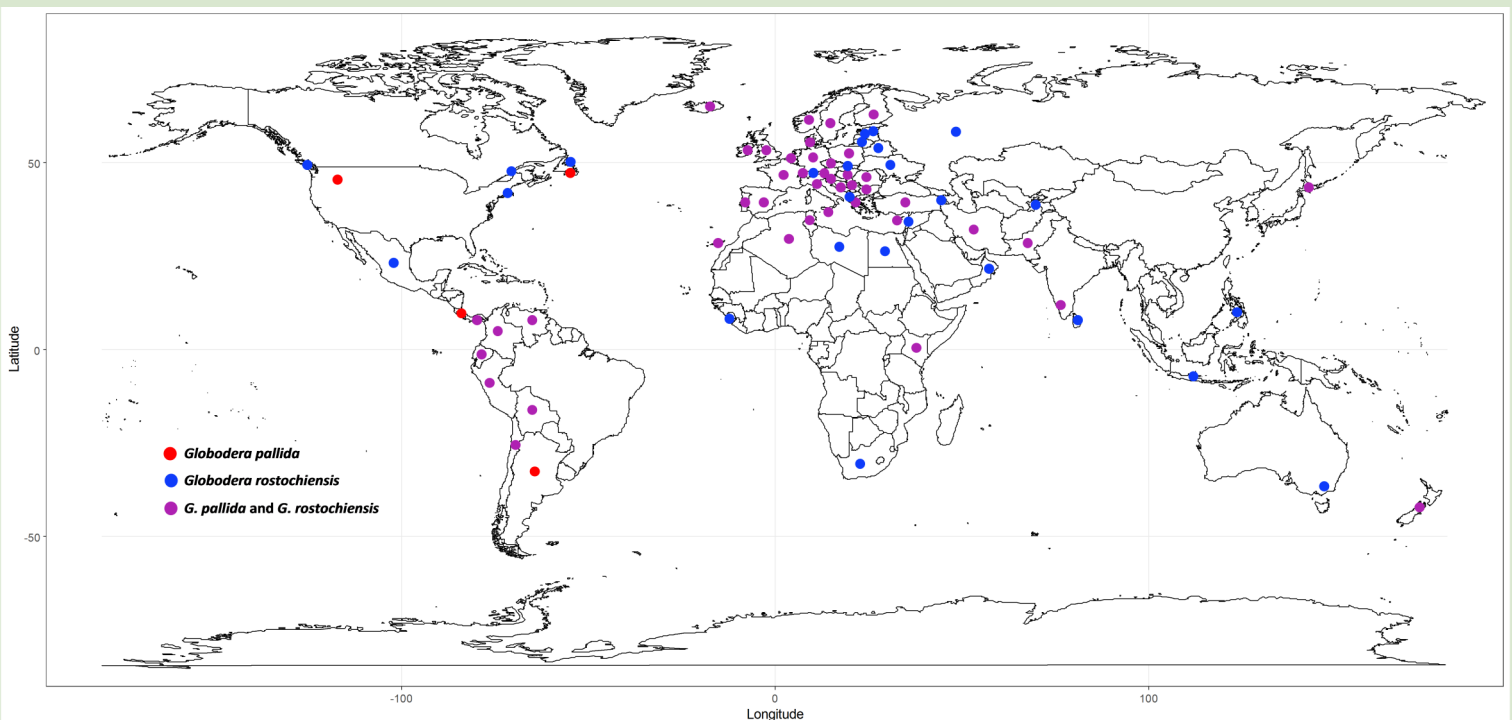 50
0
-50
Latitude
Globodera pallida
Globodera rostochiensis
G. pallida and G. rostochiensis
-100
0
100
Longitude